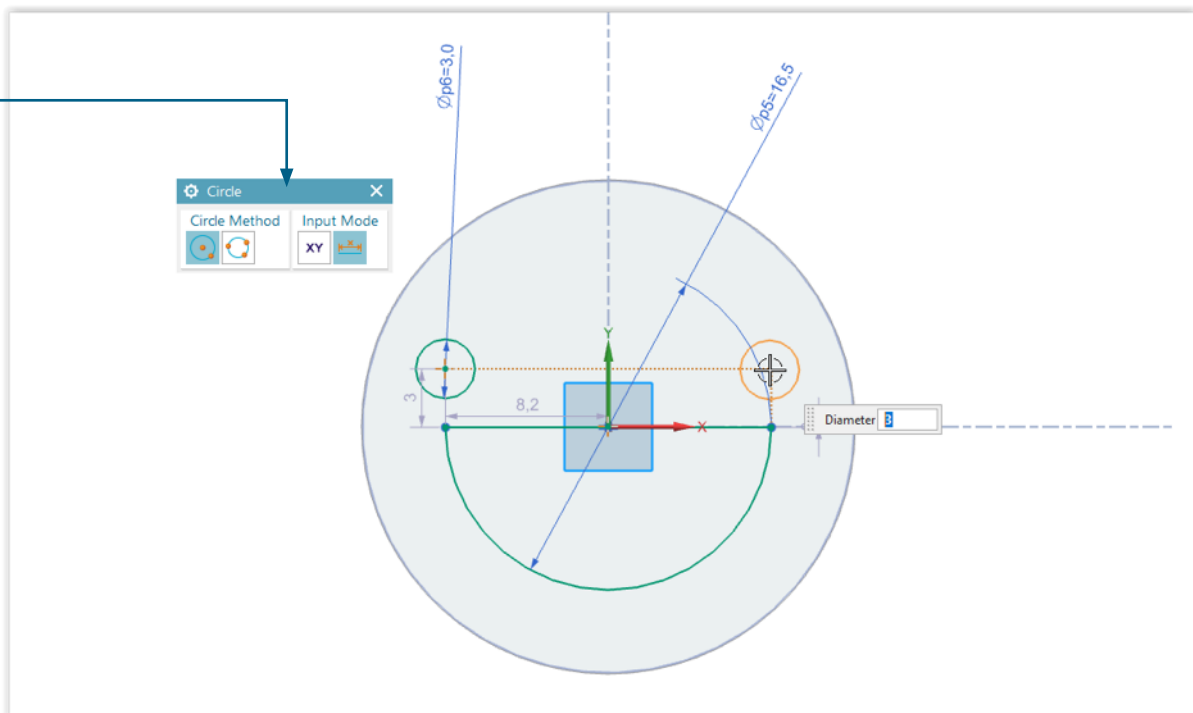 Øp6=3,0
Øp5=16,5
Circle
Circle Method
Input Mode
XY
Y
3
8,2
X
Diameter 3